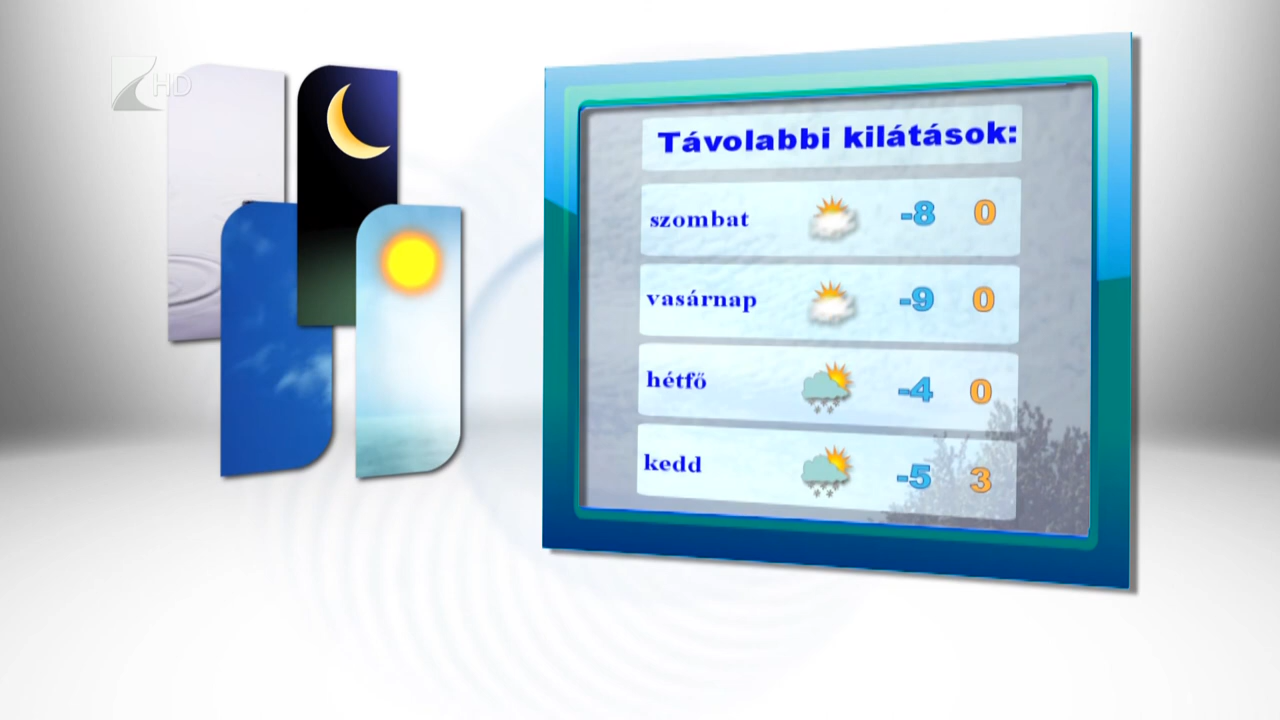 HD
Távolabbi kilátások:
szombat -8 0
vasárnap -9 0
hétfő -4 0
kedd -5 3